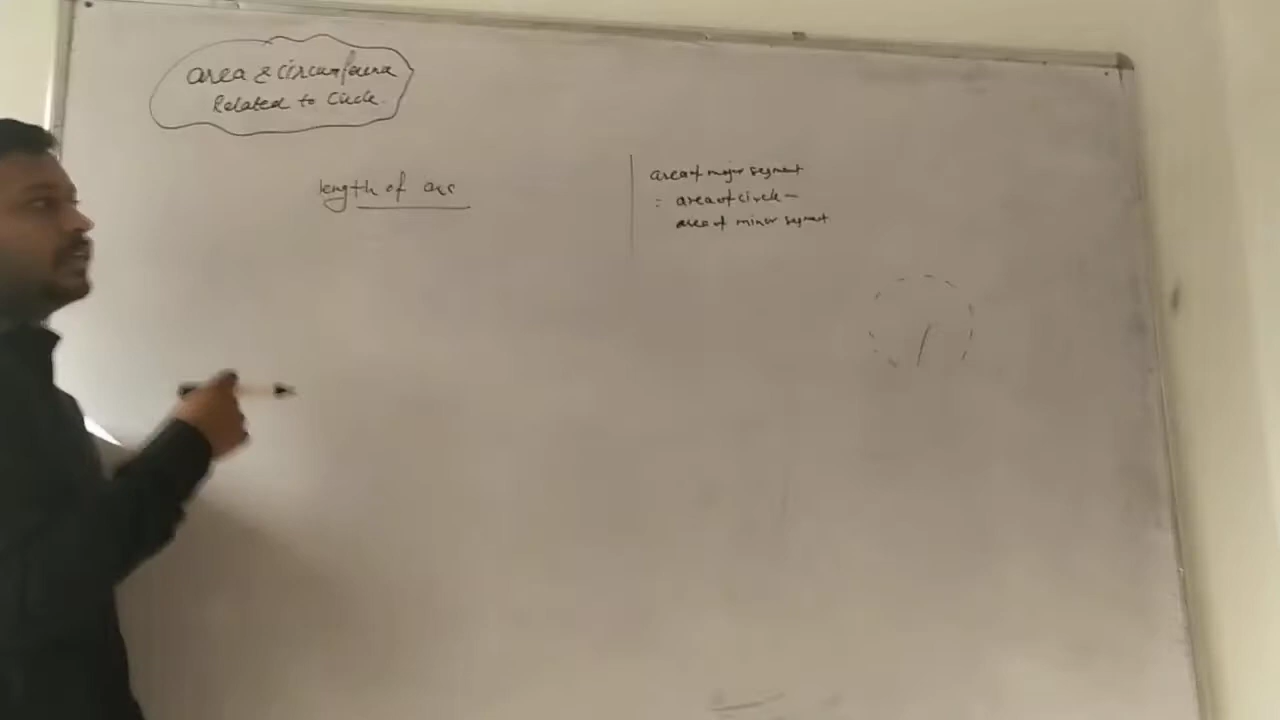 area & circumference
Related to Circle.
length of arc
area of major segment
= area of circle –
area of minor segment